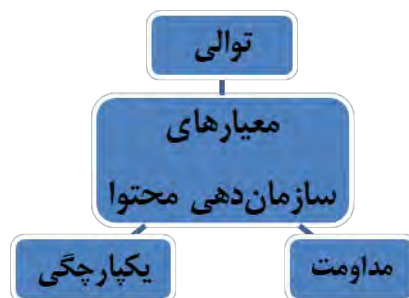 توالی
معیارهای
سازمان‌دهی محتوا
مداومت
یکپارچگی